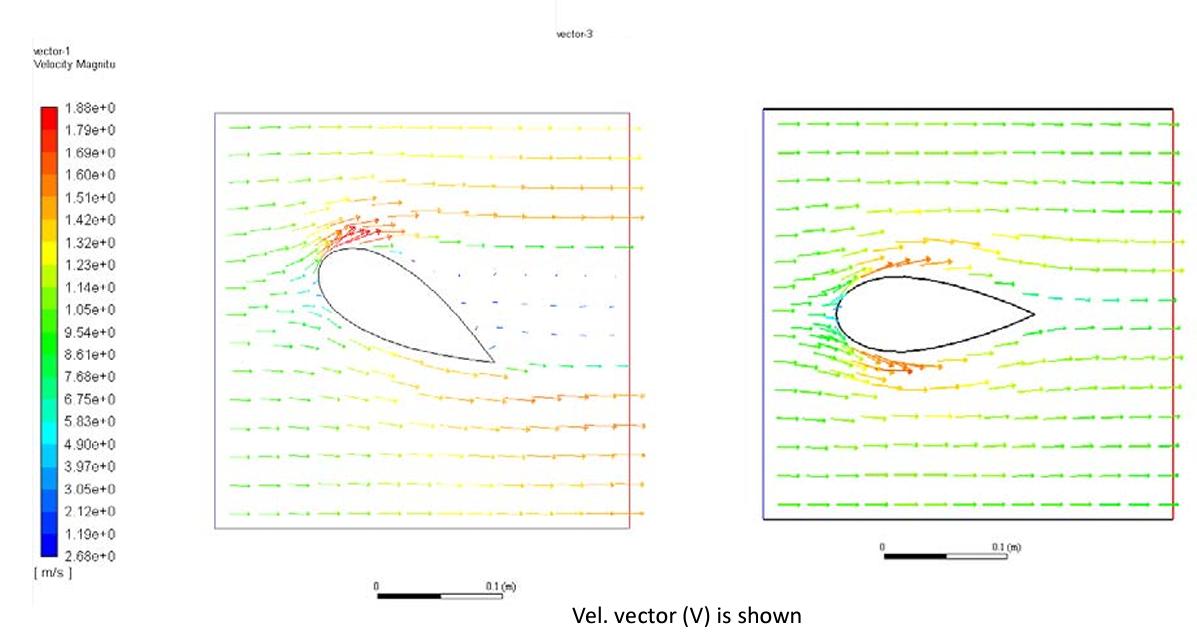 vector-3
vector-1
Velocity Magnitu
1.88e+0
1.79e+0
1.69e+0
1.60e+0
1.51e+0
1.42e+0
1.32e+0
1.23e+0
1.14e+0
1.05e+0
9.54e+0
8.61e+0
7.68e+0
6.75e+0
5.83e+0
4.90e+0
3.97e+0
3.05e+0
2.12e+0
1.19e+0
2.68e+0
[ m/s ]
0 0.1 (m)
0 0.1 (m)
Vel. vector (V) is shown